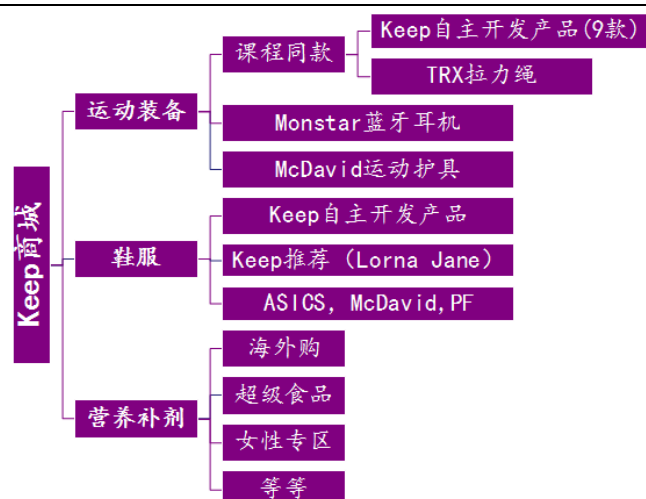 Keep商城
运动装备
课程同款
Keep自主开发产品(9款)
TRX拉力绳
Monstar蓝牙耳机
McDavid运动护具
鞋服
Keep自主开发产品
Keep推荐（Lorna Jane）
ASICS, McDavid,PF
营养补剂
海外购
超级食品
女性专区
等等